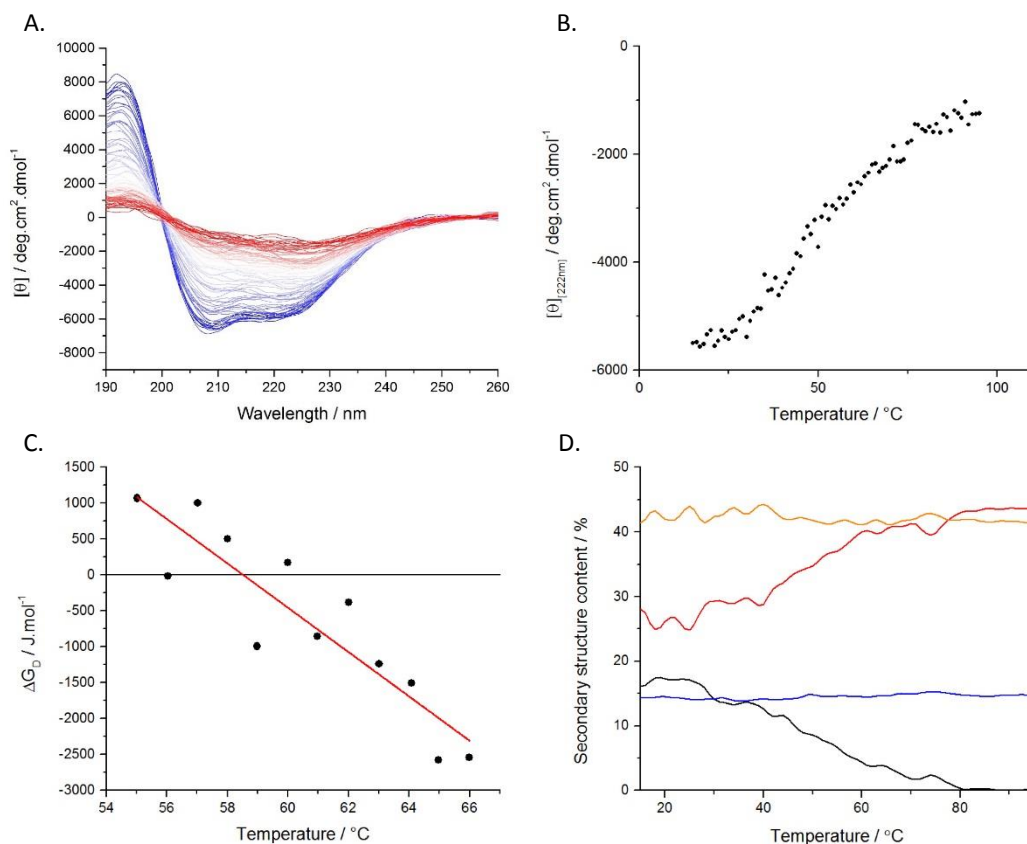 A.
10000
8000
6000
4000
2000
0
-2000
-4000
-6000
-8000
190 200 210 220 230 240 250 260
Wavelength / nm
[θ] / deg.cm².dmol⁻¹
B.
0
-2000
-4000
-6000
0 50 100
Temperature / °C
[θ][222nm] / deg.cm².dmol⁻¹
C.
1500
1000
500
0
-500
-1000
-1500
-2000
-2500
-3000
54 56 58 60 62 64 66
Temperature / °C
ΔGD / J.mol⁻¹
D.
50
40
30
20
10
0
20 40 60 80
Temperature / °C
Secondary structure content / %